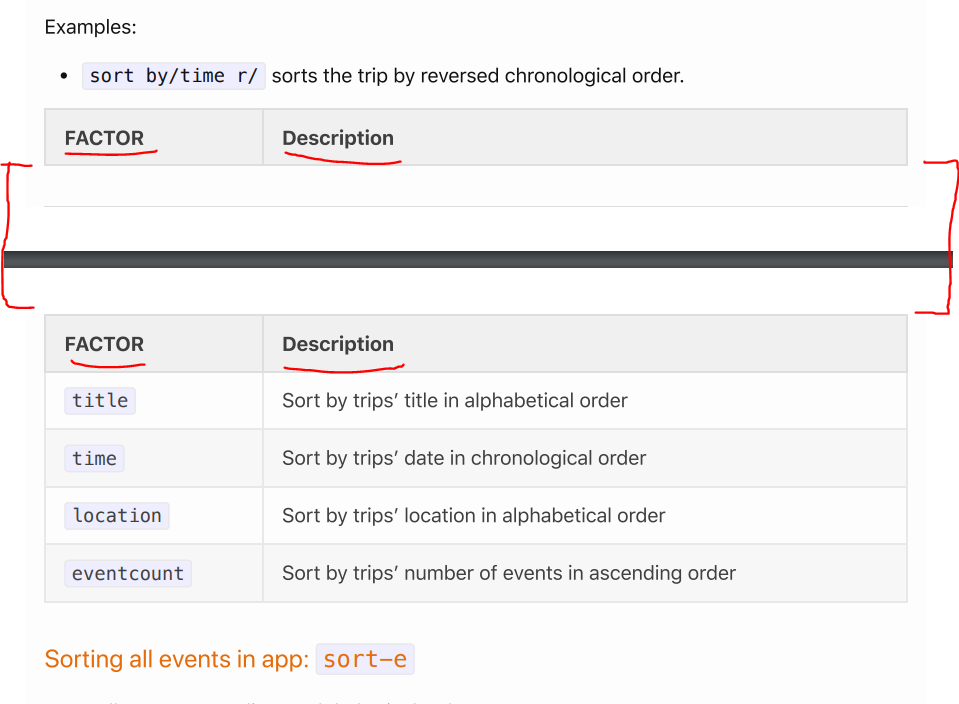 Examples:
• sort by/time r/ sorts the trip by reversed chronological order.
FACTOR Description
FACTOR Description
title Sort by trips’ title in alphabetical order
time Sort by trips’ date in chronological order
location Sort by trips’ location in alphabetical order
eventcount Sort by trips’ number of events in ascending order
Sorting all events in app: sort-e